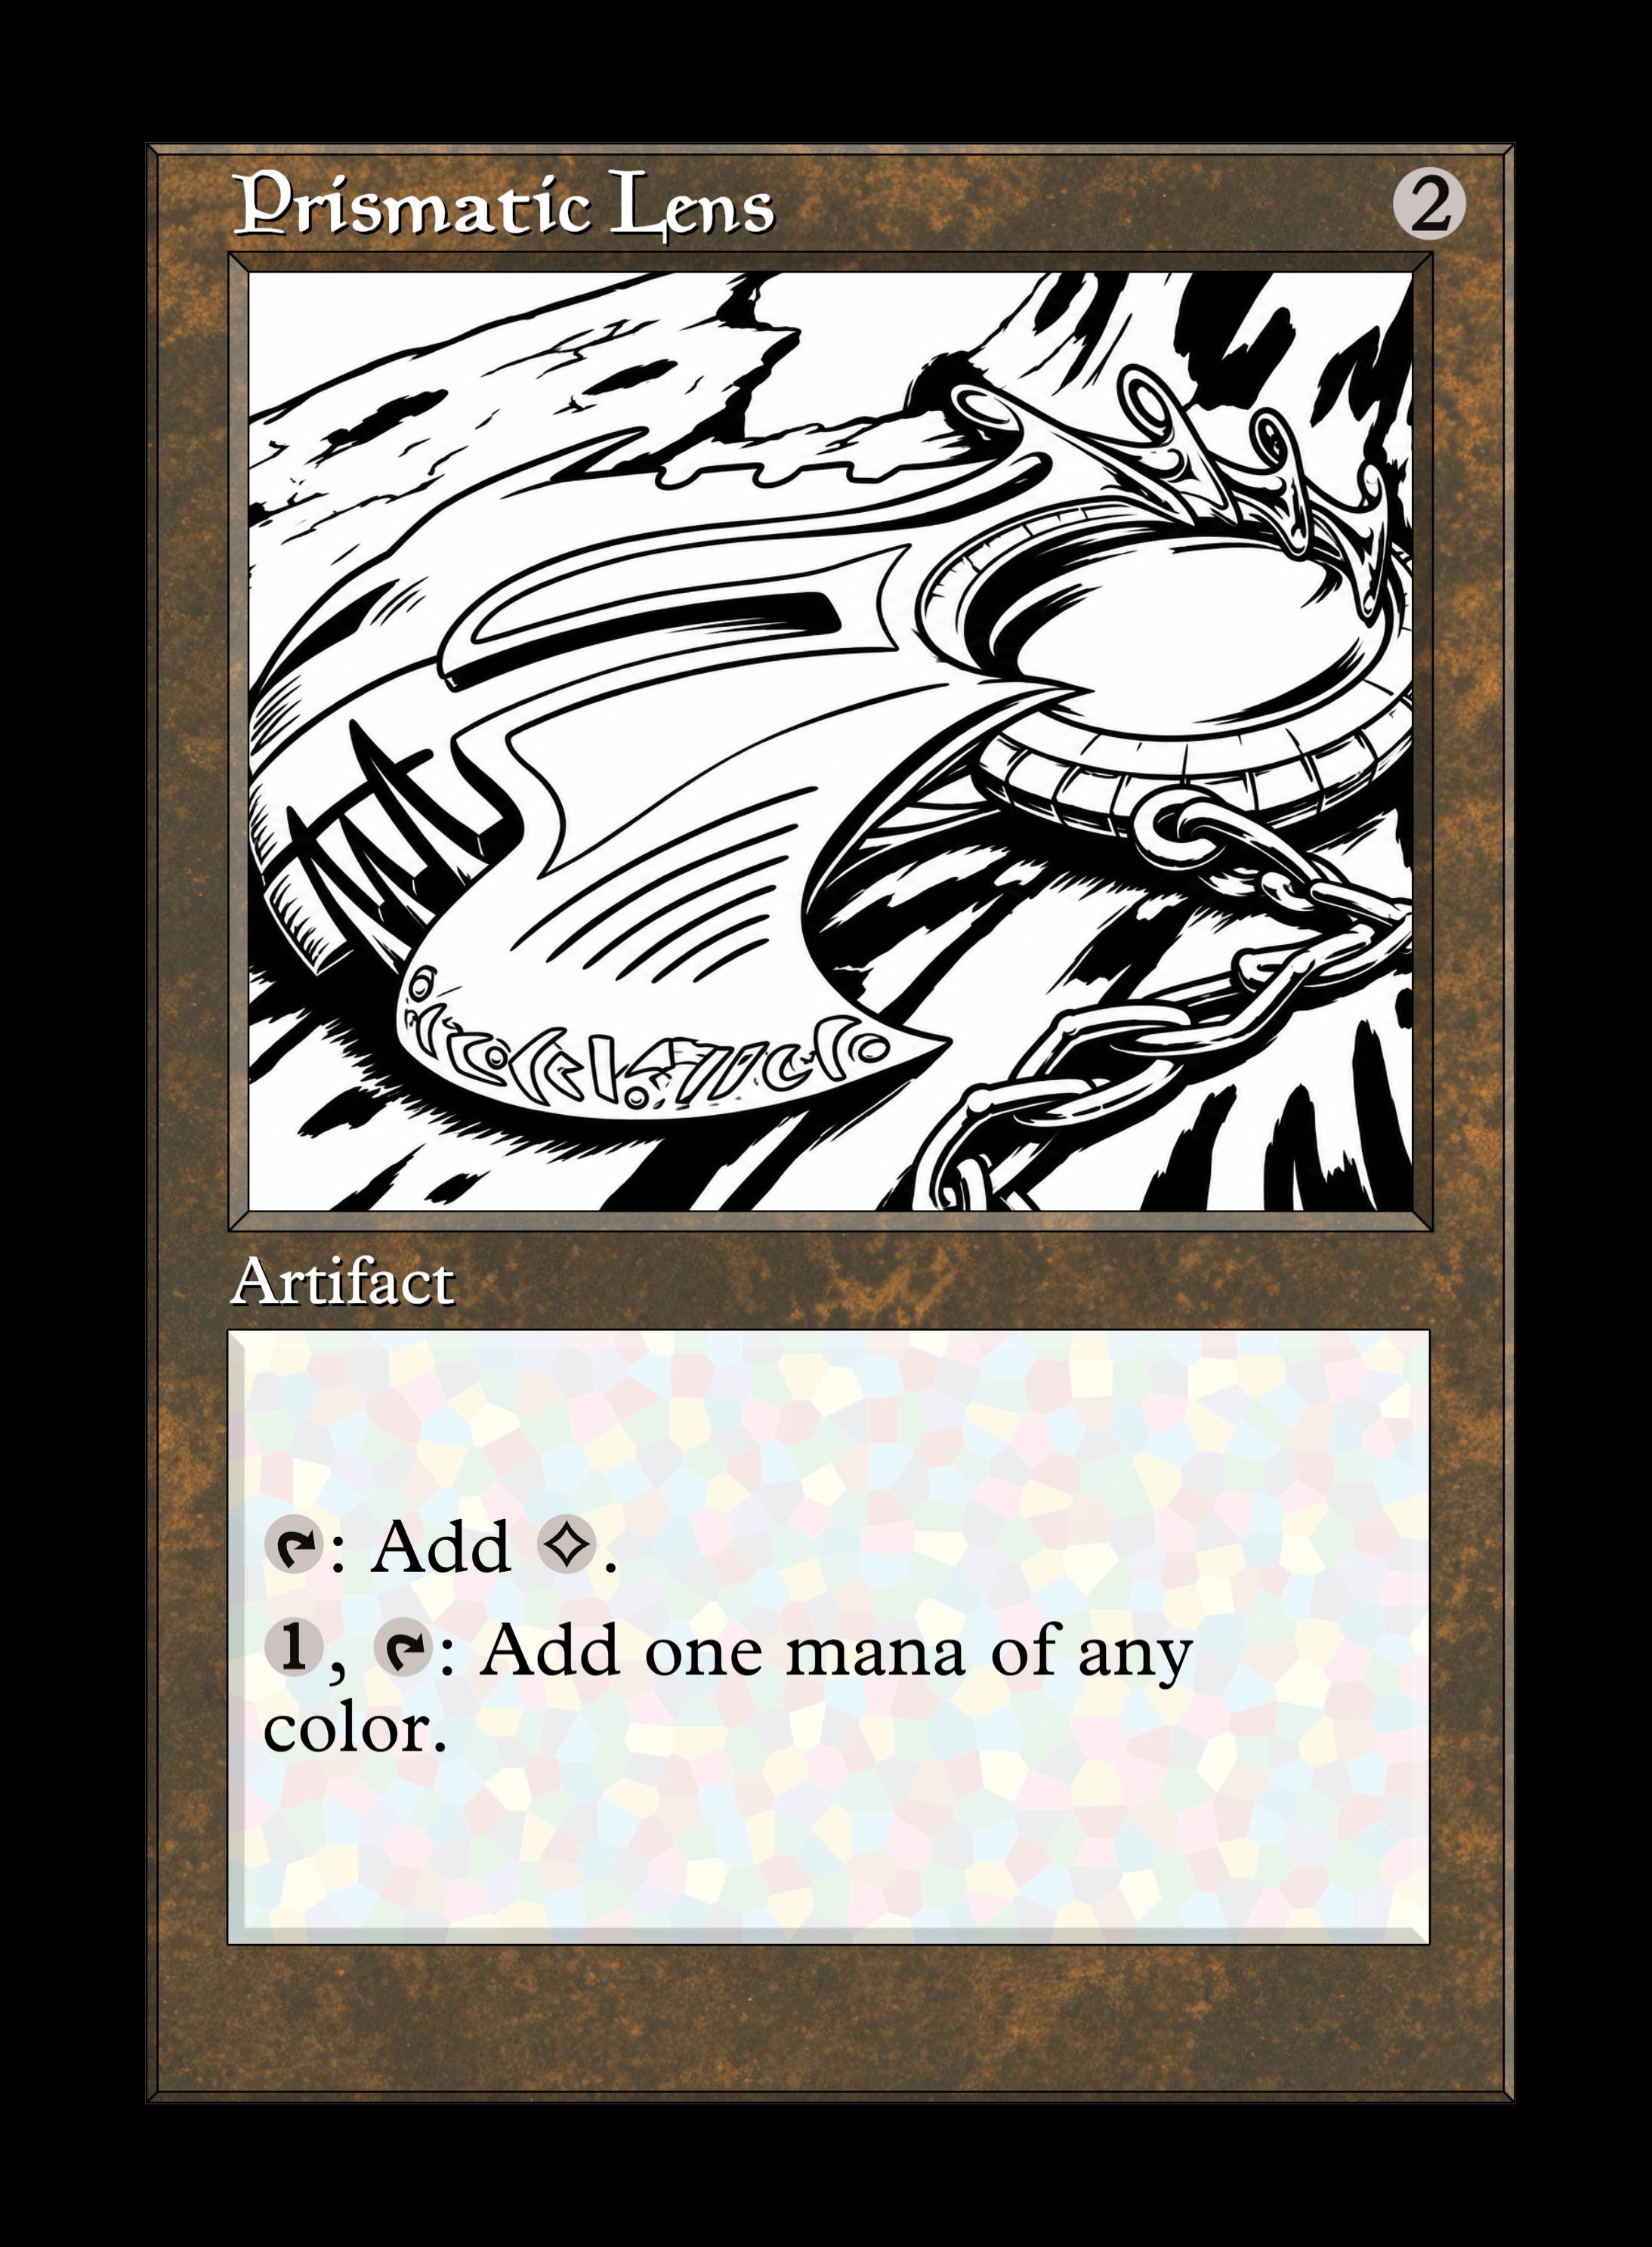 Prismatic Lens 2
Artifact
: Add .
1, : Add one mana of any
color.